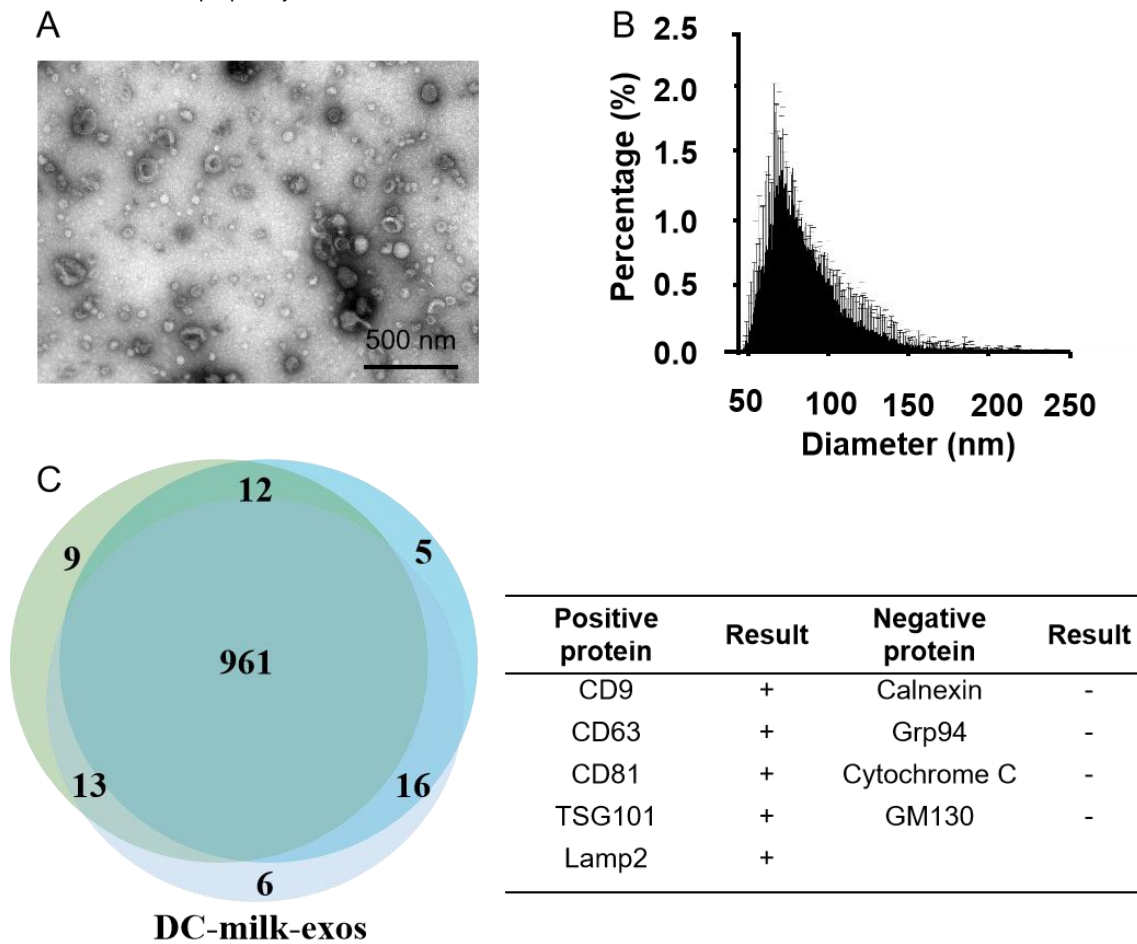 A
500 nm
B
2.5
2.0
1.5
1.0
0.5
0.0
Percentage (%)
50 100 150 200 250
Diameter (nm)
C
12
9
5
961
13
16
6
DC-milk-exos
Positive protein Result Negative protein Result
CD9 + Calnexin -
CD63 + Grp94 -
CD81 + Cytochrome C -
TSG101 + GM130 -
Lamp2 +